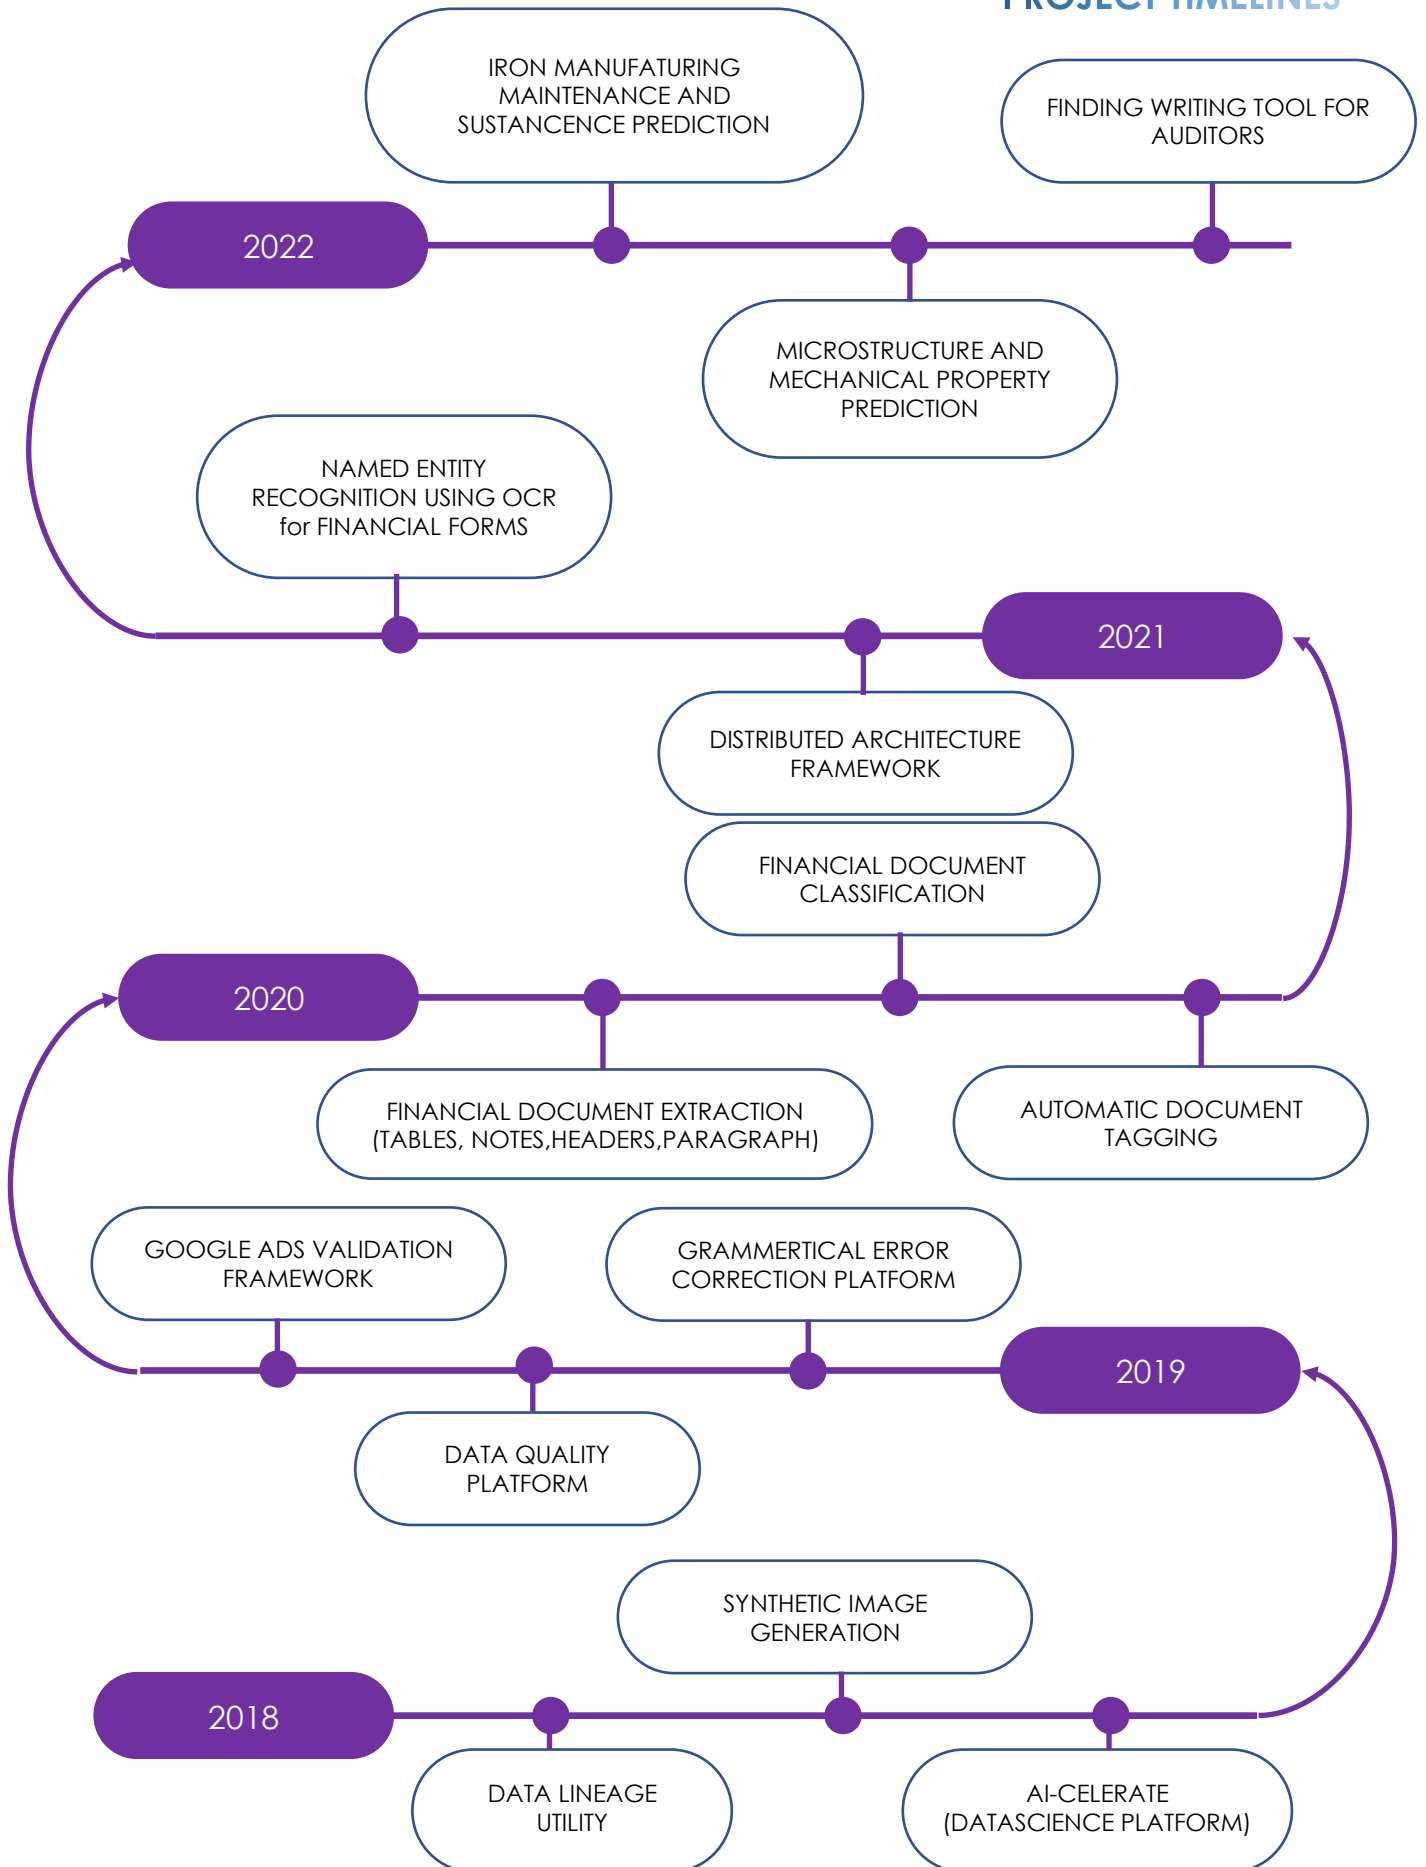 PROJECT TIMELINES
IRON MANUFATURING
MAINTENANCE AND
SUSTANCENCE PREDICTION
FINDING WRITING TOOL FOR
AUDITORS
2022
MICROSTRUCTURE AND
MECHANICAL PROPERTY
PREDICTION
NAMED ENTITY
RECOGNITION USING OCR
for FINANCIAL FORMS
2021
DISTRIBUTED ARCHITECTURE
FRAMEWORK
FINANCIAL DOCUMENT
CLASSIFICATION
2020
FINANCIAL DOCUMENT EXTRACTION
(TABLES, NOTES,HEADERS,PARAGRAPH)
AUTOMATIC DOCUMENT
TAGGING
GOOGLE ADS VALIDATION
FRAMEWORK
GRAMMERTICAL ERROR
CORRECTION PLATFORM
2019
DATA QUALITY
PLATFORM
SYNTHETIC IMAGE
GENERATION
2018
DATA LINEAGE
UTILITY
AI-CELERATE
(DATASCIENCE PLATFORM)